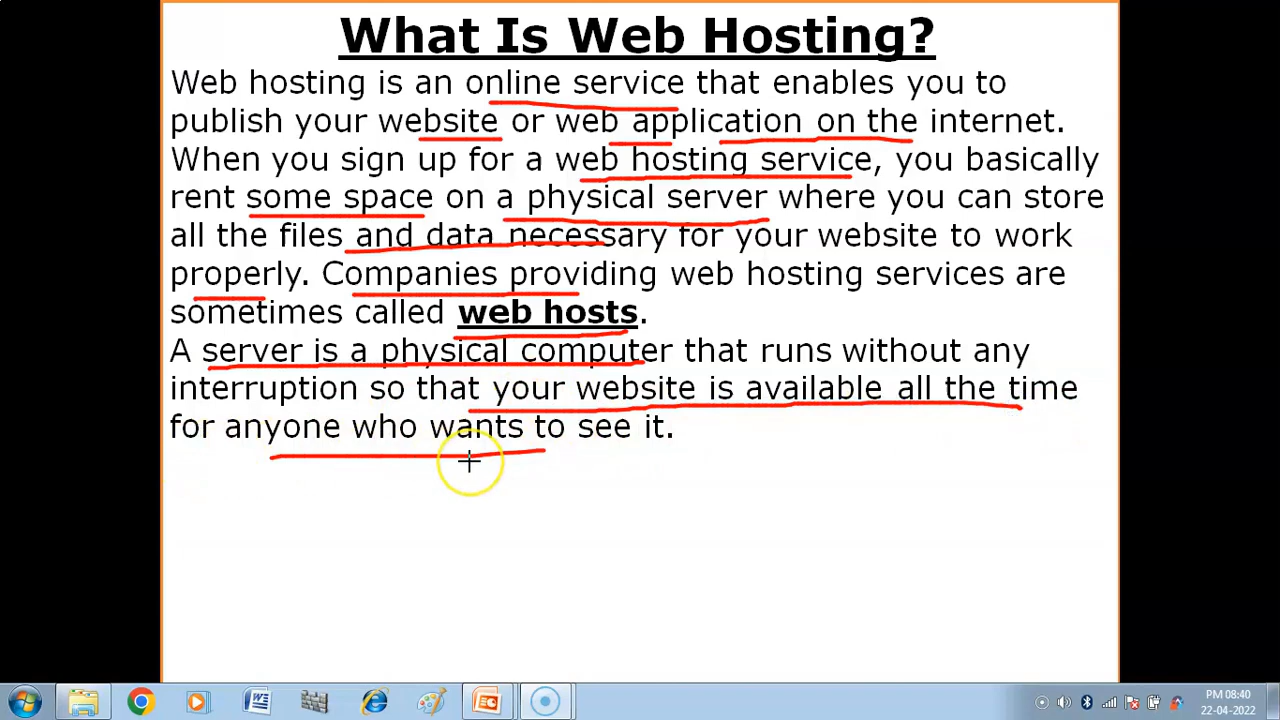 What Is Web Hosting?
Web hosting is an online service that enables you to
publish your website or web application on the internet.
When you sign up for a web hosting service, you basically
rent some space on a physical server where you can store
all the files and data necessary for your website to work
properly. Companies providing web hosting services are
sometimes called web hosts.
A server is a physical computer that runs without any
interruption so that your website is available all the time
for anyone who wants to see it.
PM 08:40
22-04-2022